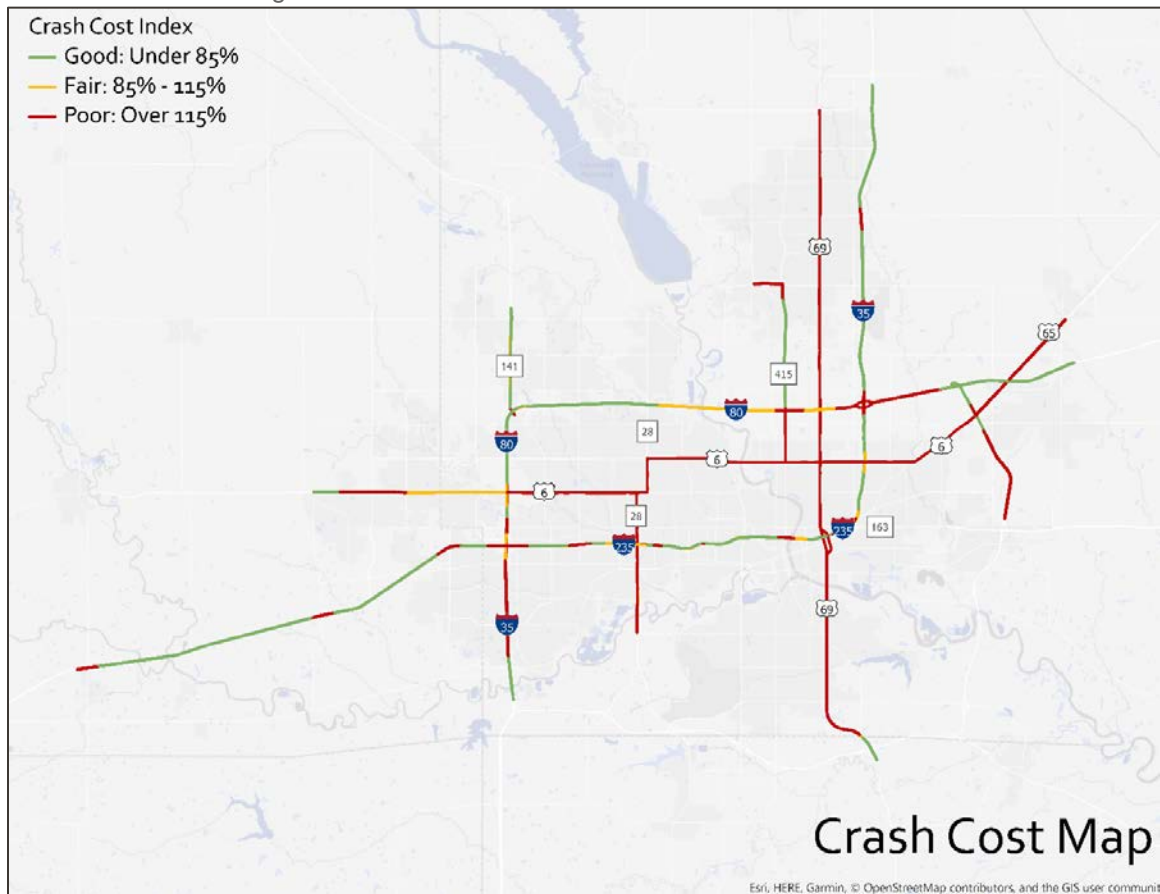 Crash Cost Index
Good: Under 85%
Fair: 85% - 115%
Poor: Over 115%
69
35
65
141
415
80
28
80
6
6
6
28
163
235
235
69
35
Crash Cost Map
Esri, HERE, Garmin, © OpenStreetMap contributors, and the GIS user communit